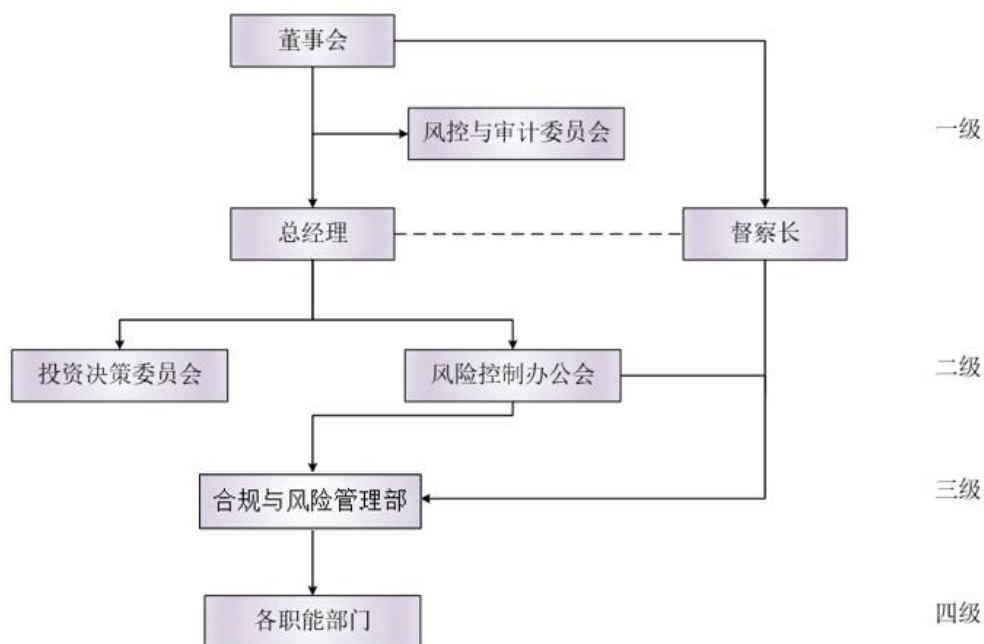 董事会
风控与审计委员会
一级
总经理
督察长
投资决策委员会
风险控制办公会
二级
合规与风险管理部
三级
各职能部门
四级